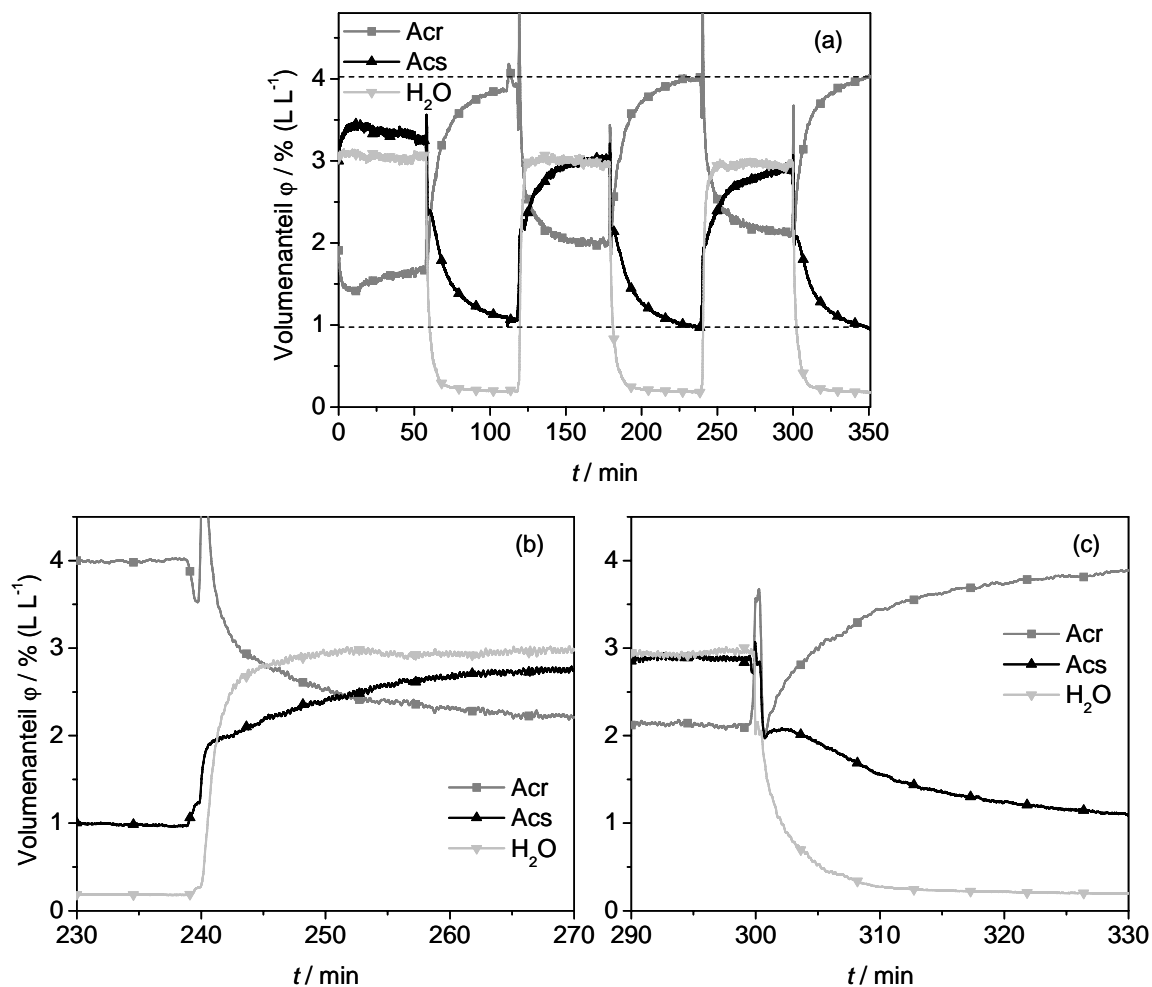 (a)
Acr
Acs
H₂O
Volumenanteil φ / % (L L⁻¹)
4
3
2
1
0
0 50 100 150 200 250 300 350
t / min
(b)
Volumenanteil φ / % (L L⁻¹)
4
3
2
1
0
Acr
Acs
H₂O
230 240 250 260 270
t / min
(c)
4
3
2
1
0
Acr
Acs
H₂O
290 300 310 320 330
t / min